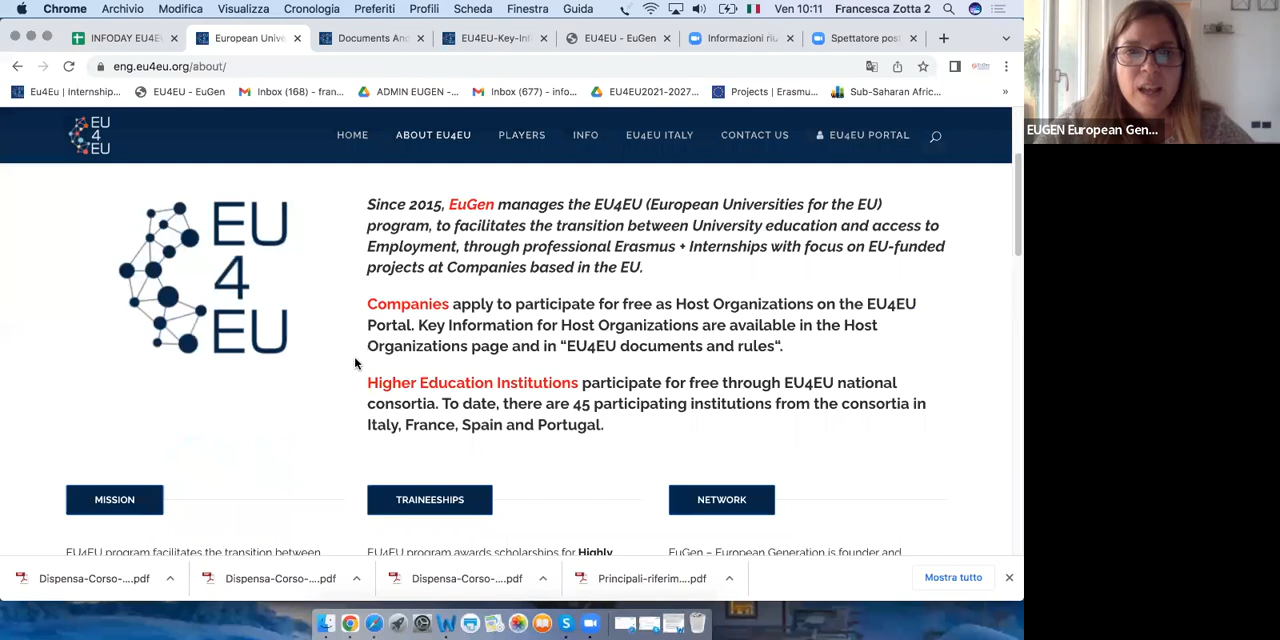 Chrome Archivio Modifica Visualizza Cronologia Preferiti Profili Scheda Finestra Guida Ven 10:11 Francesca Zotta 2
INFODAY EU4E European Unive Documents And EU4EU-Key-Inf EU4EU - EuGen Informazioni riu Spettatore post
eng.eu4eu.org/about/
Eu4Eu | Internship... EU4EU - EuGen Inbox (168) - fran... ADMIN EUGEN -... Inbox (677) - info... EU4EU2021-2027... Projects | Erasmu... Sub-Saharan Afric... »
EU
4
EU
HOME ABOUT EU4EU PLAYERS INFO EU4EU ITALY CONTACT US EU4EU PORTAL
EUGEN European Gen...
EU
4
EU
Since 2015, EuGen manages the EU4EU (European Universities for the EU)
program, to facilitates the transition between University education and access to
Employment, through professional Erasmus + Internships with focus on EU-funded
projects at Companies based in the EU.
Companies apply to participate for free as Host Organizations on the EU4EU
Portal. Key Information for Host Organizations are available in the Host
Organizations page and in “EU4EU documents and rules“.
Higher Education Institutions participate for free through EU4EU national
consortia. To date, there are 45 participating institutions from the consortia in
Italy, France, Spain and Portugal.
MISSION TRAINEESHIPS NETWORK
EU4EU program facilitates the transition between EU4EU program awards scholarships for Highly EuGen – European Generation is founder and
Dispensa-Corso-....pdf Dispensa-Corso-....pdf Dispensa-Corso-....pdf Principali-riferim....pdf Mostra tutto